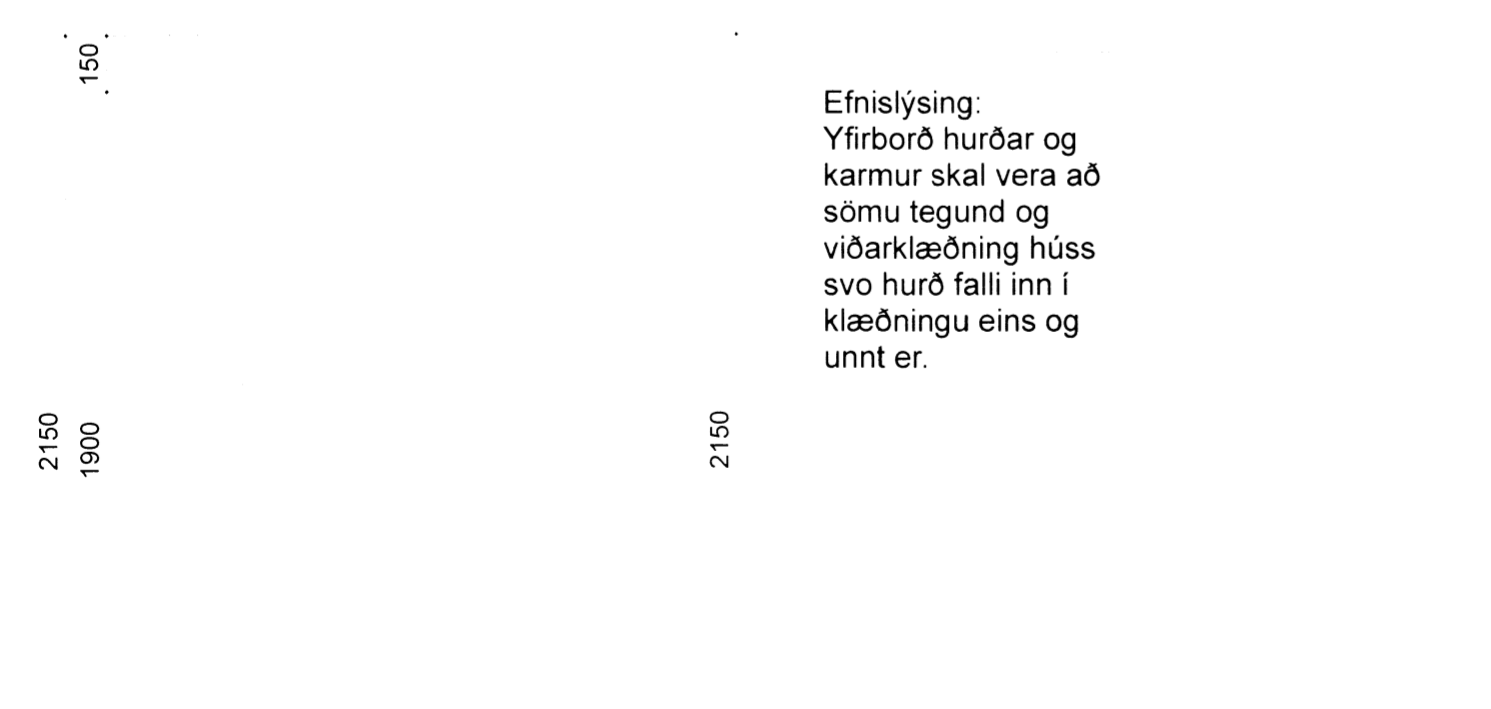 150
2150
1900
2150
Efnislýsing:
Yfirborð hurðar og
karmur skal vera að
sömu tegund og
viðarklæðning húss
svo hurð falli inn í
klæðningu eins og
unnt er.